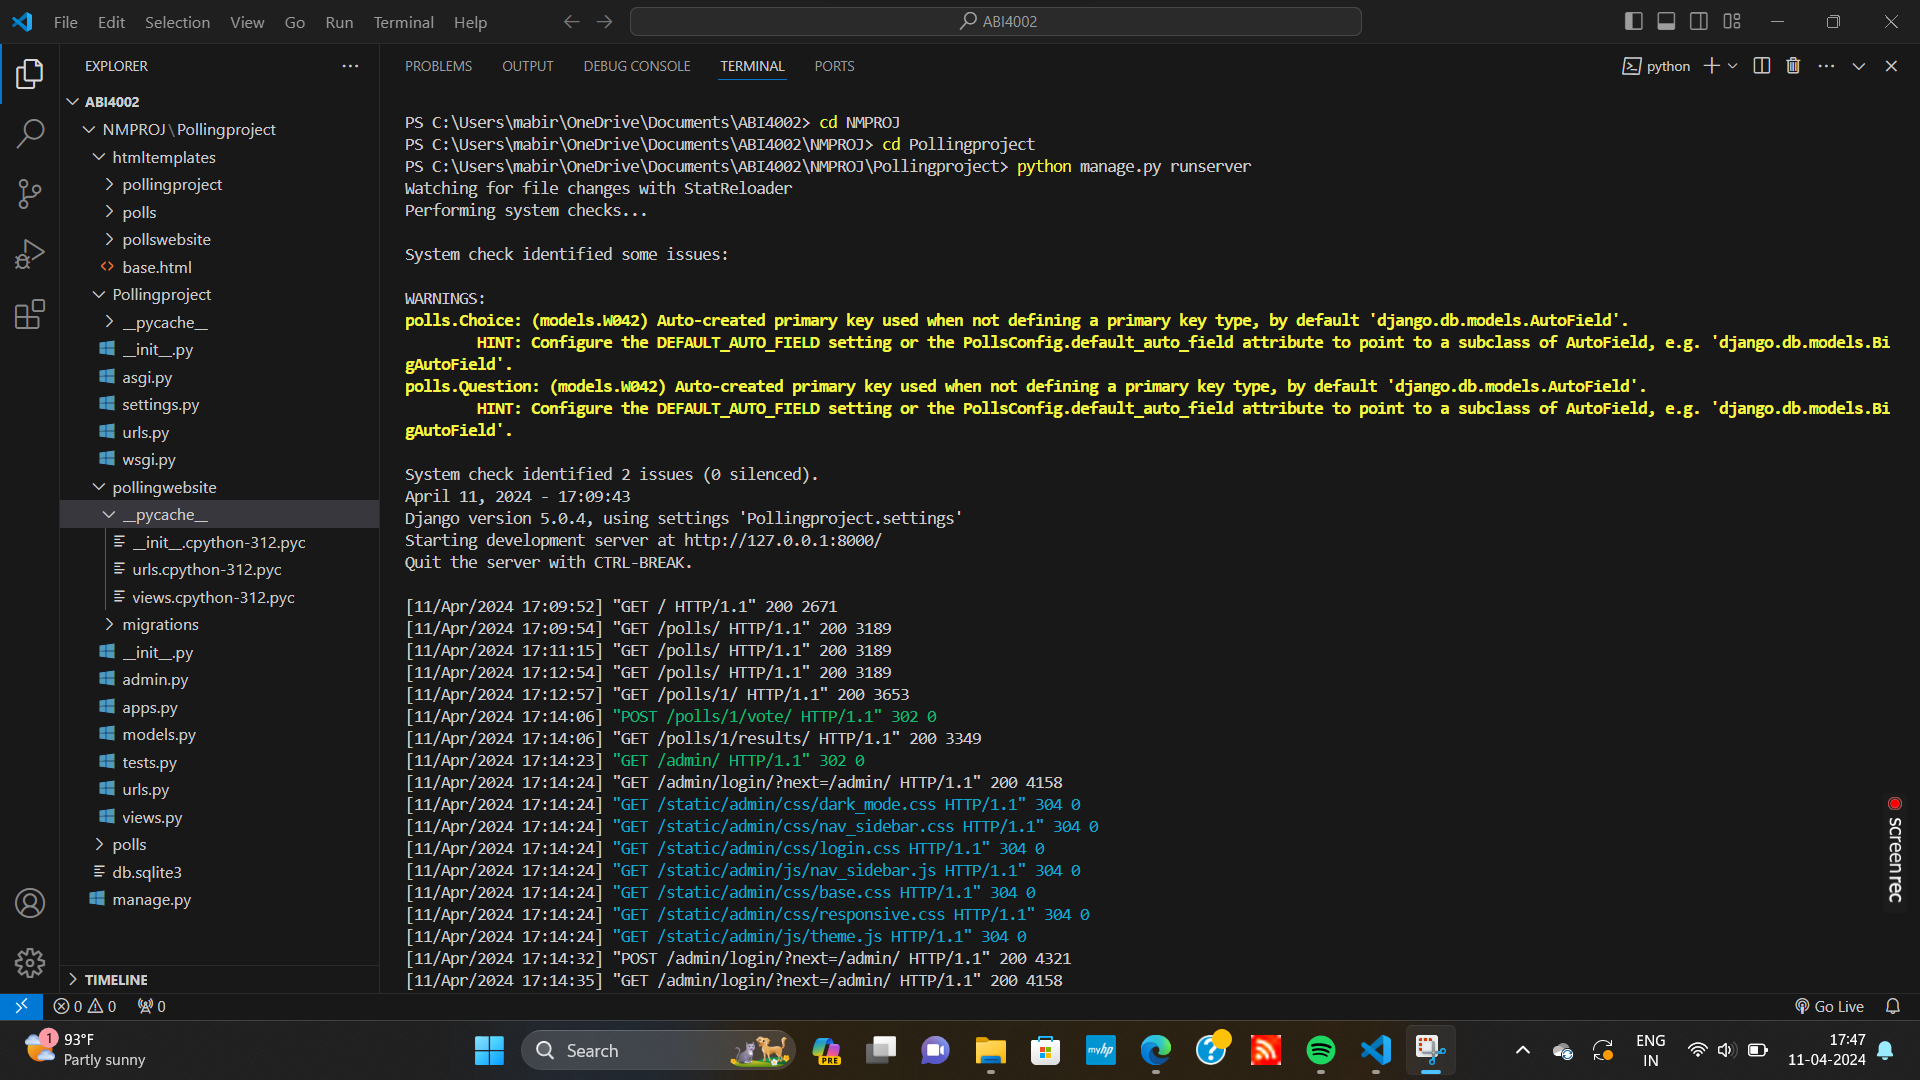 File Edit Selection View Go Run Terminal Help
ABI4002
EXPLORER
ABI4002
NMPROJ\Pollingproject
htmltemplates
pollingproject
polls
pollswebsite
base.html
Pollingproject
__pycache__
__init__.py
asgi.py
settings.py
urls.py
wsgi.py
pollingwebsite
__pycache__
__init__.cpython-312.pyc
urls.cpython-312.pyc
views.cpython-312.pyc
migrations
__init__.py
admin.py
apps.py
models.py
tests.py
urls.py
views.py
polls
db.sqlite3
manage.py
TIMELINE
PROBLEMS OUTPUT DEBUG CONSOLE TERMINAL PORTS
python
PS C:\Users\mabir\OneDrive\Documents\ABI4002> cd NMPROJ
PS C:\Users\mabir\OneDrive\Documents\ABI4002\NMPROJ> cd Pollingproject
PS C:\Users\mabir\OneDrive\Documents\ABI4002\NMPROJ\Pollingproject> python manage.py runserver
Watching for file changes with StatReloader
Performing system checks...
System check identified some issues:
WARNINGS:
polls.Choice: (models.W042) Auto-created primary key used when not defining a primary key type, by default 'django.db.models.AutoField'.
HINT: Configure the DEFAULT_AUTO_FIELD setting or the PollsConfig.default_auto_field attribute to point to a subclass of AutoField, e.g. 'django.db.models.Bi
gAutoField'.
polls.Question: (models.W042) Auto-created primary key used when not defining a primary key type, by default 'django.db.models.AutoField'.
HINT: Configure the DEFAULT_AUTO_FIELD setting or the PollsConfig.default_auto_field attribute to point to a subclass of AutoField, e.g. 'django.db.models.Bi
gAutoField'.
System check identified 2 issues (0 silenced).
April 11, 2024 - 17:09:43
Django version 5.0.4, using settings 'Pollingproject.settings'
Starting development server at http://127.0.0.1:8000/
Quit the server with CTRL-BREAK.
[11/Apr/2024 17:09:52] "GET / HTTP/1.1" 200 2671
[11/Apr/2024 17:09:54] "GET /polls/ HTTP/1.1" 200 3189
[11/Apr/2024 17:11:15] "GET /polls/ HTTP/1.1" 200 3189
[11/Apr/2024 17:12:54] "GET /polls/ HTTP/1.1" 200 3189
[11/Apr/2024 17:12:57] "GET /polls/1/ HTTP/1.1" 200 3653
[11/Apr/2024 17:14:06] "POST /polls/1/vote/ HTTP/1.1" 302 0
[11/Apr/2024 17:14:06] "GET /polls/1/results/ HTTP/1.1" 200 3349
[11/Apr/2024 17:14:23] "GET /admin/ HTTP/1.1" 302 0
[11/Apr/2024 17:14:24] "GET /admin/login/?next=/admin/ HTTP/1.1" 200 4158
[11/Apr/2024 17:14:24] "GET /static/admin/css/dark_mode.css HTTP/1.1" 304 0
[11/Apr/2024 17:14:24] "GET /static/admin/css/nav_sidebar.css HTTP/1.1" 304 0
[11/Apr/2024 17:14:24] "GET /static/admin/css/login.css HTTP/1.1" 304 0
[11/Apr/2024 17:14:24] "GET /static/admin/js/nav_sidebar.js HTTP/1.1" 304 0
[11/Apr/2024 17:14:24] "GET /static/admin/css/base.css HTTP/1.1" 304 0
[11/Apr/2024 17:14:24] "GET /static/admin/css/responsive.css HTTP/1.1" 304 0
[11/Apr/2024 17:14:24] "GET /static/admin/js/theme.js HTTP/1.1" 304 0
[11/Apr/2024 17:14:32] "POST /admin/login/?next=/admin/ HTTP/1.1" 200 4321
[11/Apr/2024 17:14:35] "GET /admin/login/?next=/admin/ HTTP/1.1" 200 4158
screenrec
0 0 0
Go Live
1
93°F
Partly sunny
Search
PRE
myhp
ENG
IN
17:47
11-04-2024